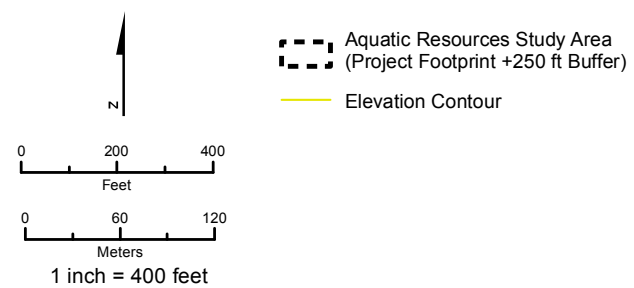 Z
Aquatic Resources Study Area
(Project Footprint +250 ft Buffer)
Elevation Contour
0 200 400
Feet
0 60 120
Meters
1 inch = 400 feet